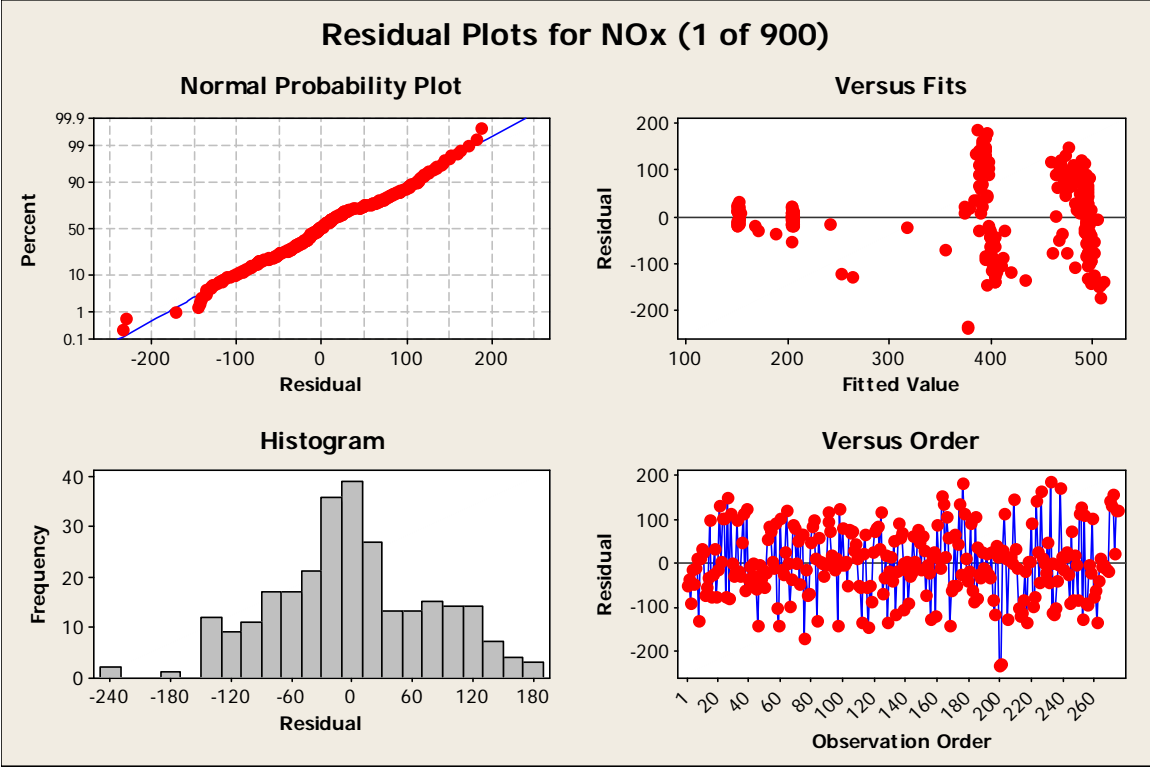 Residual Plots for NOx (1 of 900)
Normal Probability Plot
99.9
99
90
50
10
1
0.1
Percent
-200 -100 0 100 200
Residual
Versus Fits
200
100
0
-100
-200
Residual
100 200 300 400 500
Fitted Value
Histogram
40
30
20
10
0
Frequency
-240 -180 -120 -60 0 60 120 180
Residual
Versus Order
200
100
0
-100
-200
Residual
1 20 40 60 80 100 120 140 160 180 200 220 240 260
Observation Order